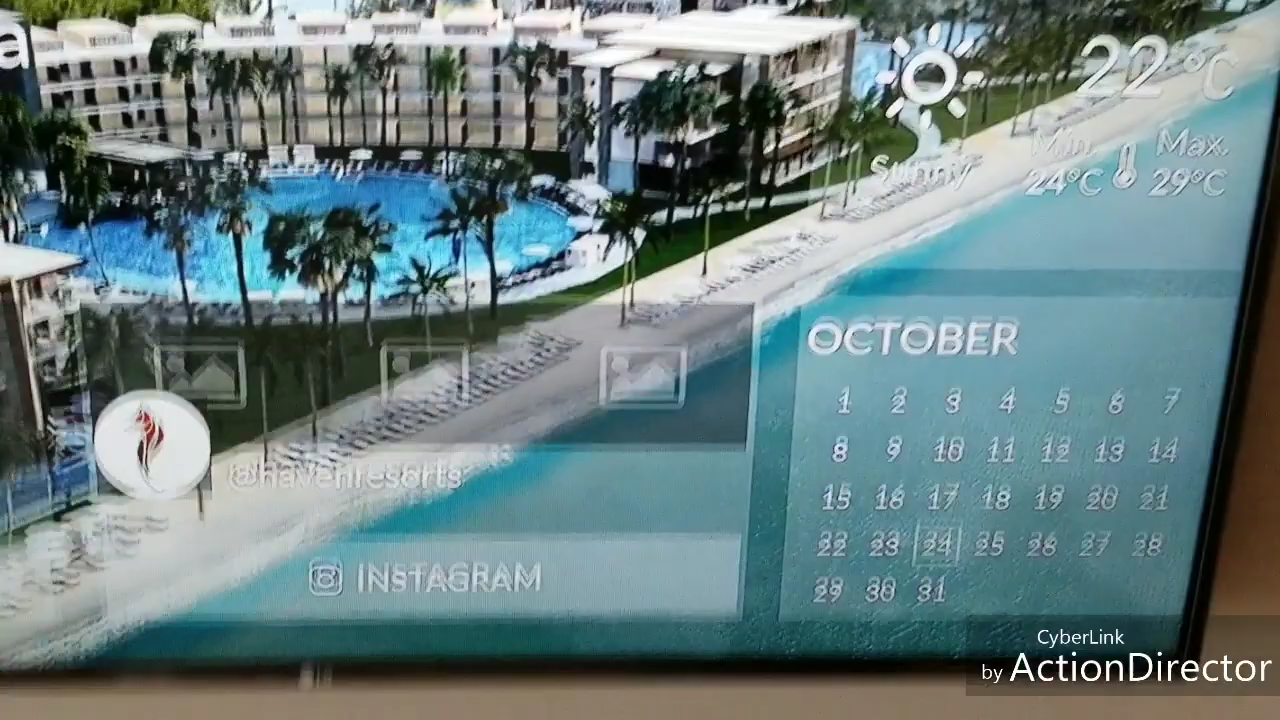 a
22°C
Sunny
Min.
24°C
Max.
29°C
@havenresorts
INSTAGRAM
OCTOBER
1 2 3 4 5 6 7
8 9 10 11 12 13 14
15 16 17 18 19 20 21
22 23 24 25 26 27 28
29 30 31
CyberLink
by ActionDirector